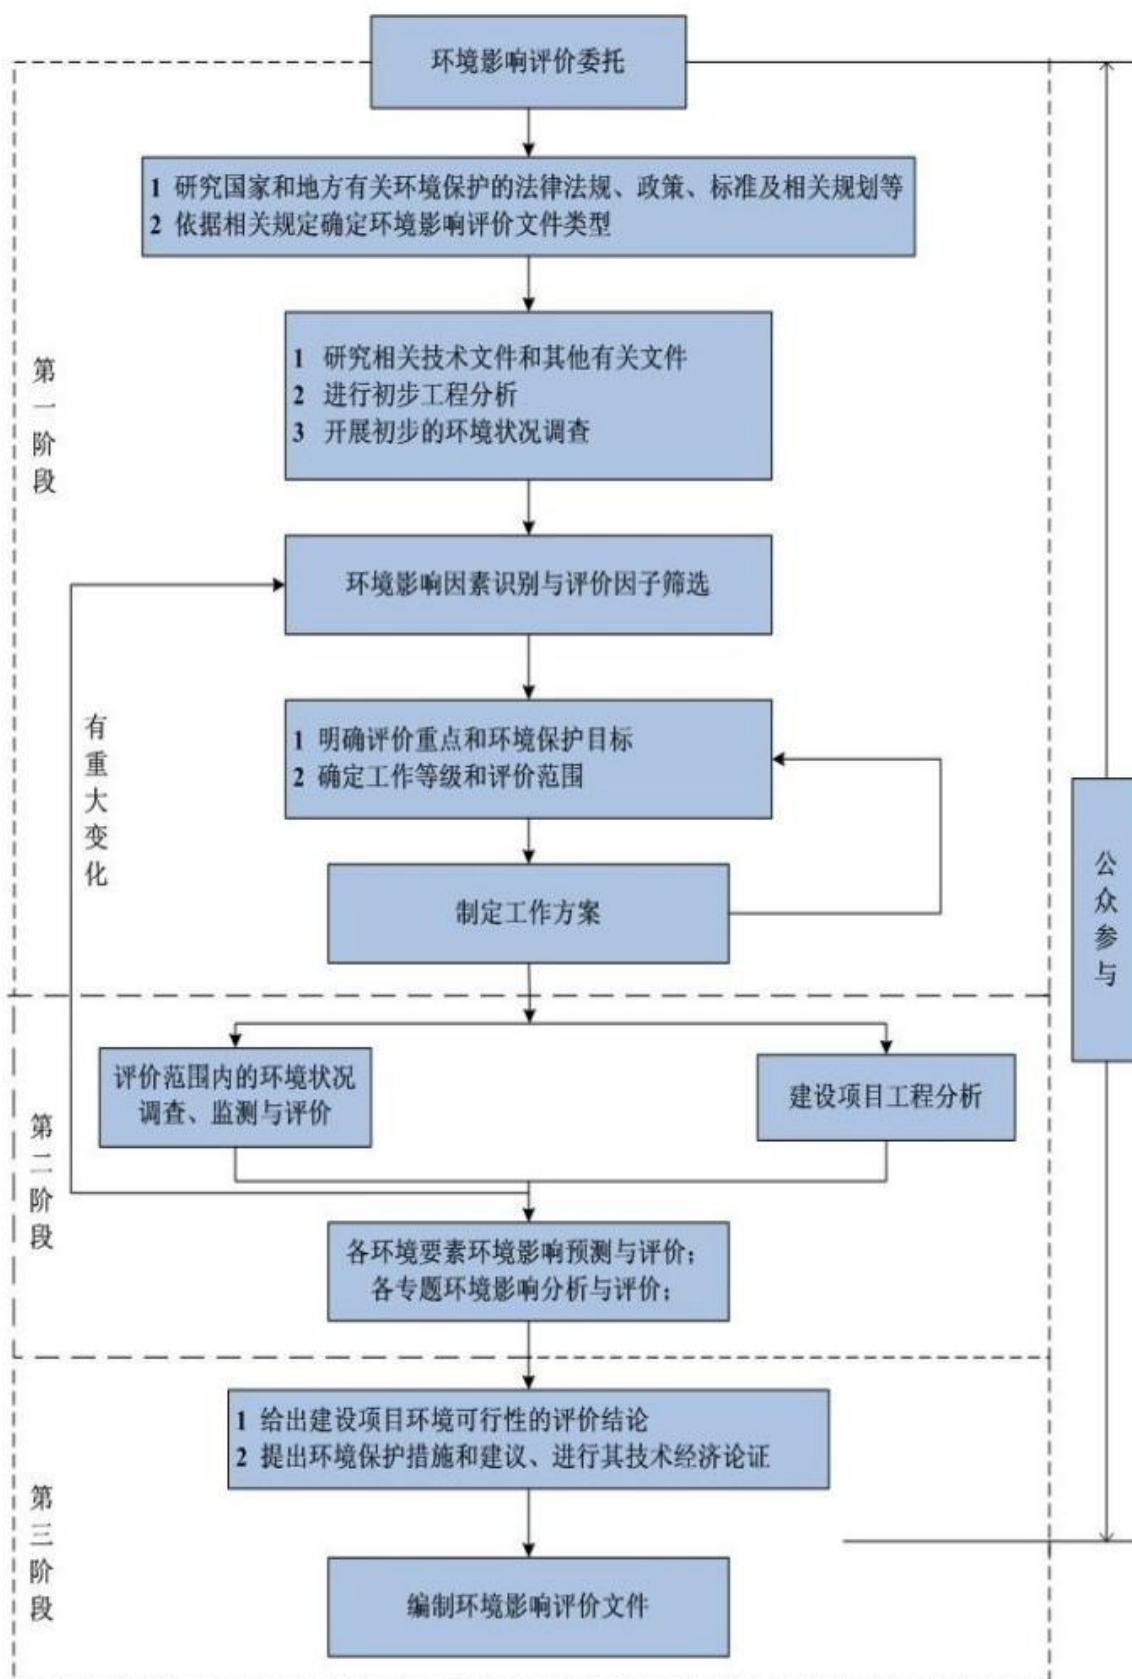 环境影响评价委托
1 研究国家和地方有关环境保护的法律法规、政策、标准及相关规划等
2 依据相关规定确定环境影响评价文件类型
1 研究相关技术文件和其他有关文件
2 进行初步工程分析
3 开展初步的环境状况调查
第一阶段
环境影响因素识别与评价因子筛选
有重大变化
1 明确评价重点和环境保护目标
2 确定工作等级和评价范围
制定工作方案
公众参与
评价范围内的环境状况
调查、监测与评价
建设项目工程分析
第二阶段
各环境要素环境影响预测与评价；
各专题环境影响分析与评价；
1 给出建设项目环境可行性的评价结论
2 提出环境保护措施和建议、进行其技术经济论证
第三阶段
编制环境影响评价文件